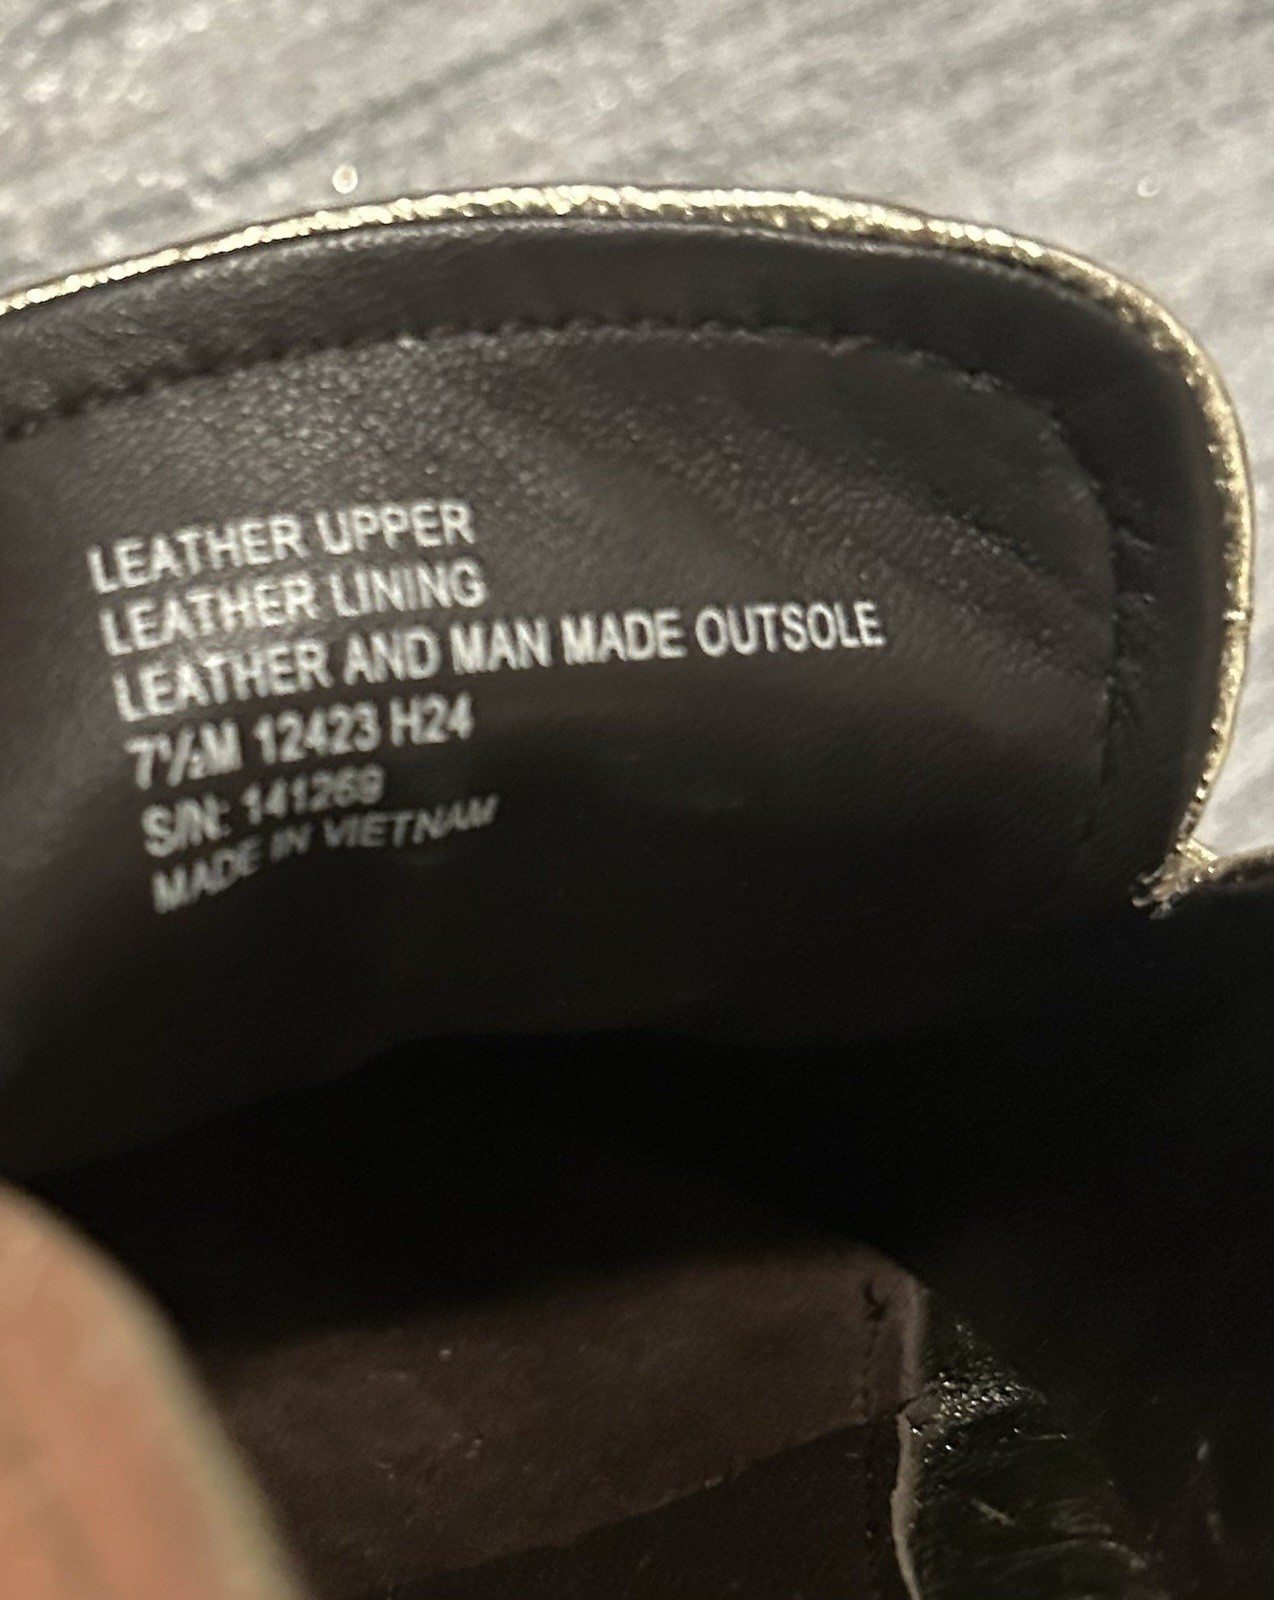 LEATHER UPPER
LEATHER LINING
LEATHER AND MAN MADE OUTSOLE
7½M 12423 H24
S/N: 141269
MADE IN VIETNAM